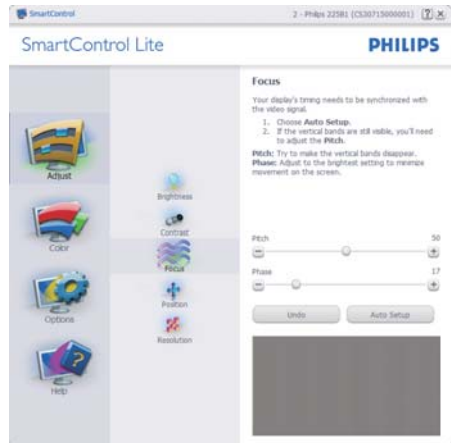 SmartControl
2 - Philips 225B1 (CS30715000001)
SmartControl Lite
PHILIPS
Adjust
Color
Options
Help
Brightness
Contrast
Focus
Position
Resolution
Focus
Your display's timing needs to be synchronized with
the video signal.
1. Choose Auto Setup.
2. If the vertical bands are still visible, you'll need
to adjust the Pitch.
Pitch: Try to make the vertical bands disappear.
Phase: Adjust to the brightest setting to minimize
movement on the screen.
Pitch 50
Phase 17
Undo Auto Setup